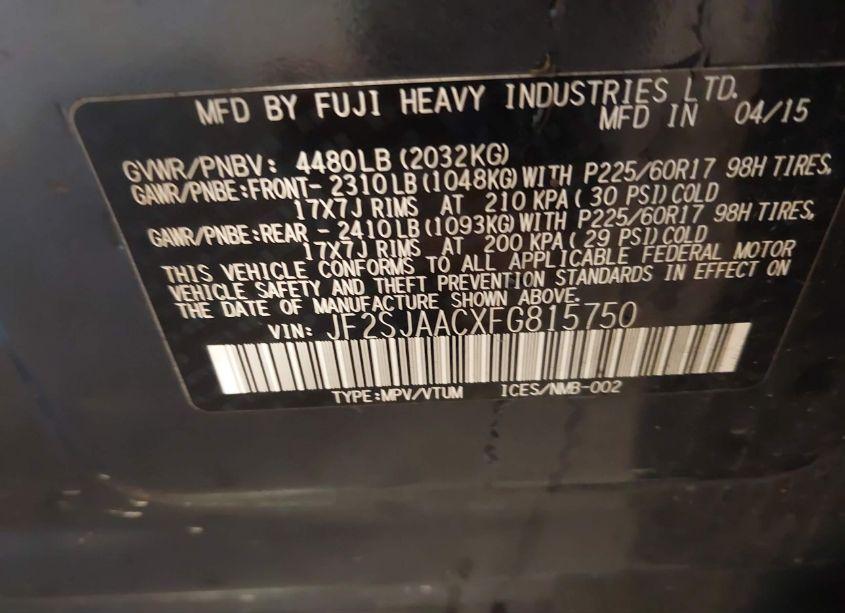 MFD BY FUJI HEAVY INDUSTRIES LTD.
MFD IN 04/15
GVWR/PNBV: 4480LB (2032KG)
GAWR/PNBE:FRONT- 2310LB (1048KG) WITH P225/60R17 98H TIRES,
17X7J RIMS AT 210 KPA ( 30 PSI) COLD
GAWR/PNBE:REAR - 2410LB (1093KG) WITH P225/60R17 98H TIRES,
17X7J RIMS AT 200 KPA ( 29 PSI) COLD
THIS VEHICLE CONFORMS TO ALL APPLICABLE FEDERAL MOTOR
VEHICLE SAFETY AND THEFT PREVENTION STANDARDS IN EFFECT ON
THE DATE OF MANUFACTURE SHOWN ABOVE.
VIN: JF2SJAACXFG815750
TYPE:MPV/VTUM ICES/NMB-002